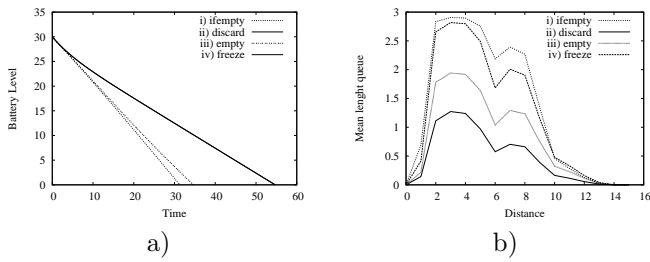 35
30
25
20
15
10
5
0
Battery Level
0 10 20 30 40 50 60
Time
i) ifempty
ii) discard
iii) empty
iv) freeze
a)
3
2.5
2
1.5
1
0.5
0
Mean lenght queue
0 2 4 6 8 10 12 14 16
Distance
i) ifempty
ii) discard
iii) empty
iv) freeze
b)